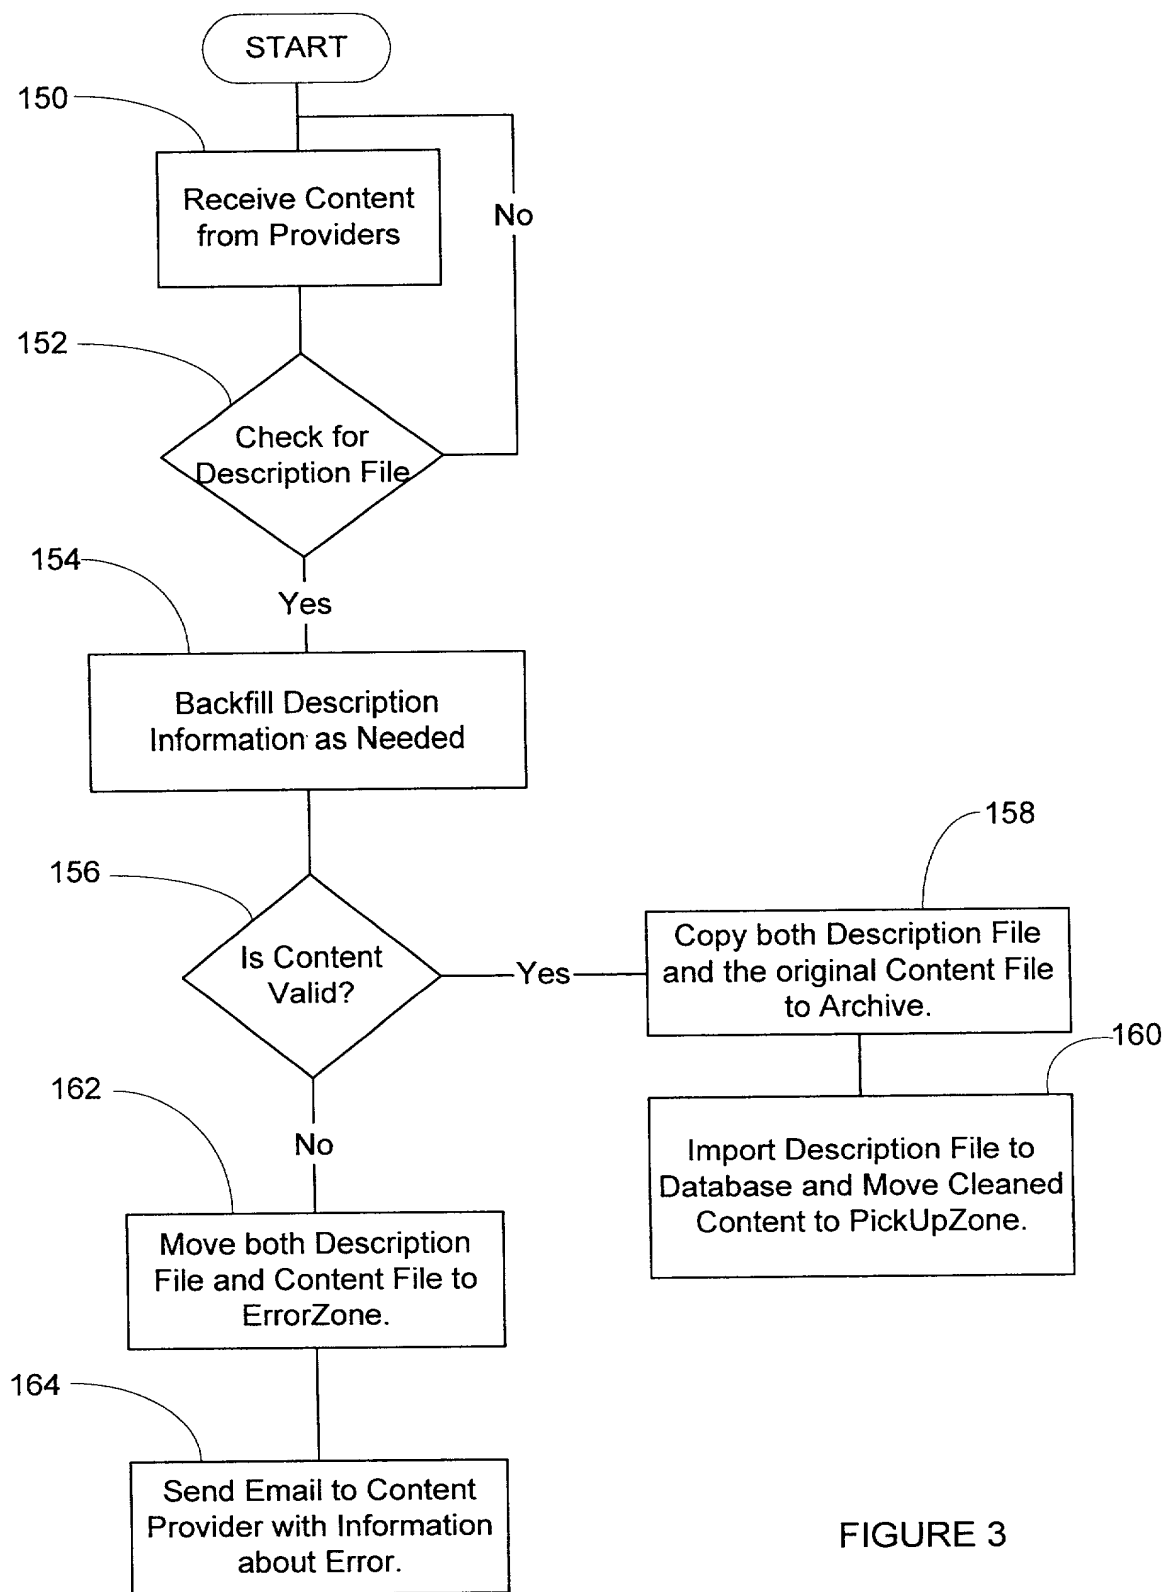 START
150
Receive Content
from Providers
No
152
Check for
Description File
154
Yes
Backfill Description
Information as Needed
156
Is Content
Valid?
Yes
158
Copy both Description File
and the original Content File
to Archive.
160
Import Description File to
Database and Move Cleaned
Content to PickUpZone.
162
No
Move both Description
File and Content File to
ErrorZone.
164
Send Email to Content
Provider with Information
about Error.
FIGURE 3